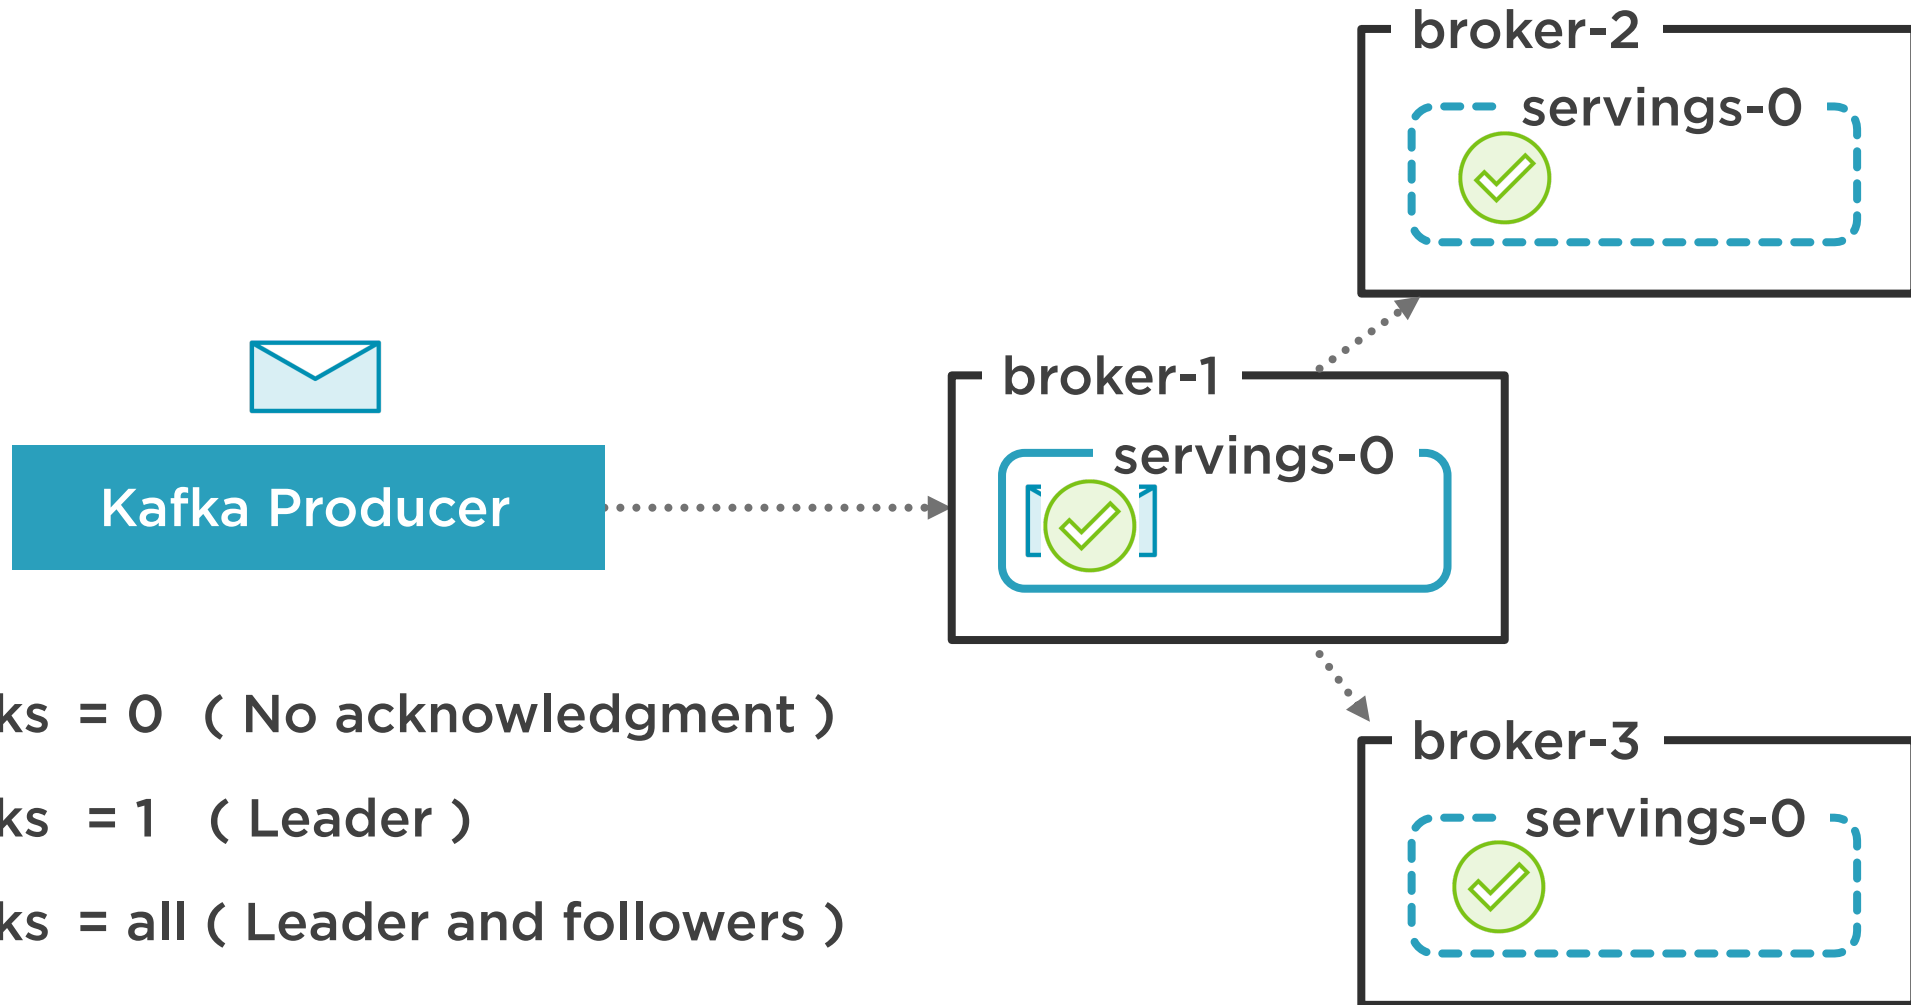 broker-2
servings-0
broker-1
servings-0
Kafka Producer
ks = 0 ( No acknowledgment )
ks = 1 ( Leader )
ks = all ( Leader and followers )
broker-3
servings-0